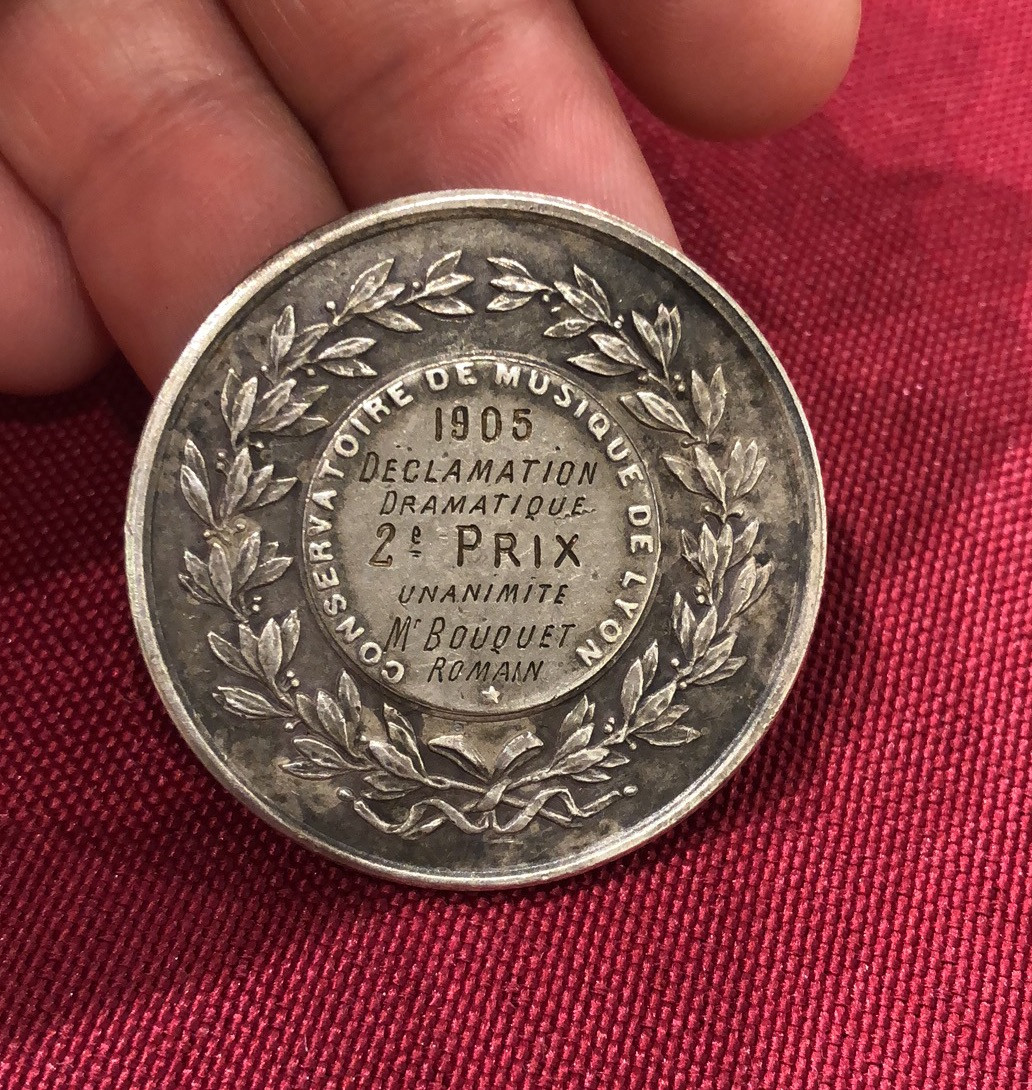 CONSERVATOIRE DE MUSIQUE DE LYON
1905
DECLAMATION
DRAMATIQUE
2e PRIX
UNANIMITE
Mr BOUQUET
ROMAIN